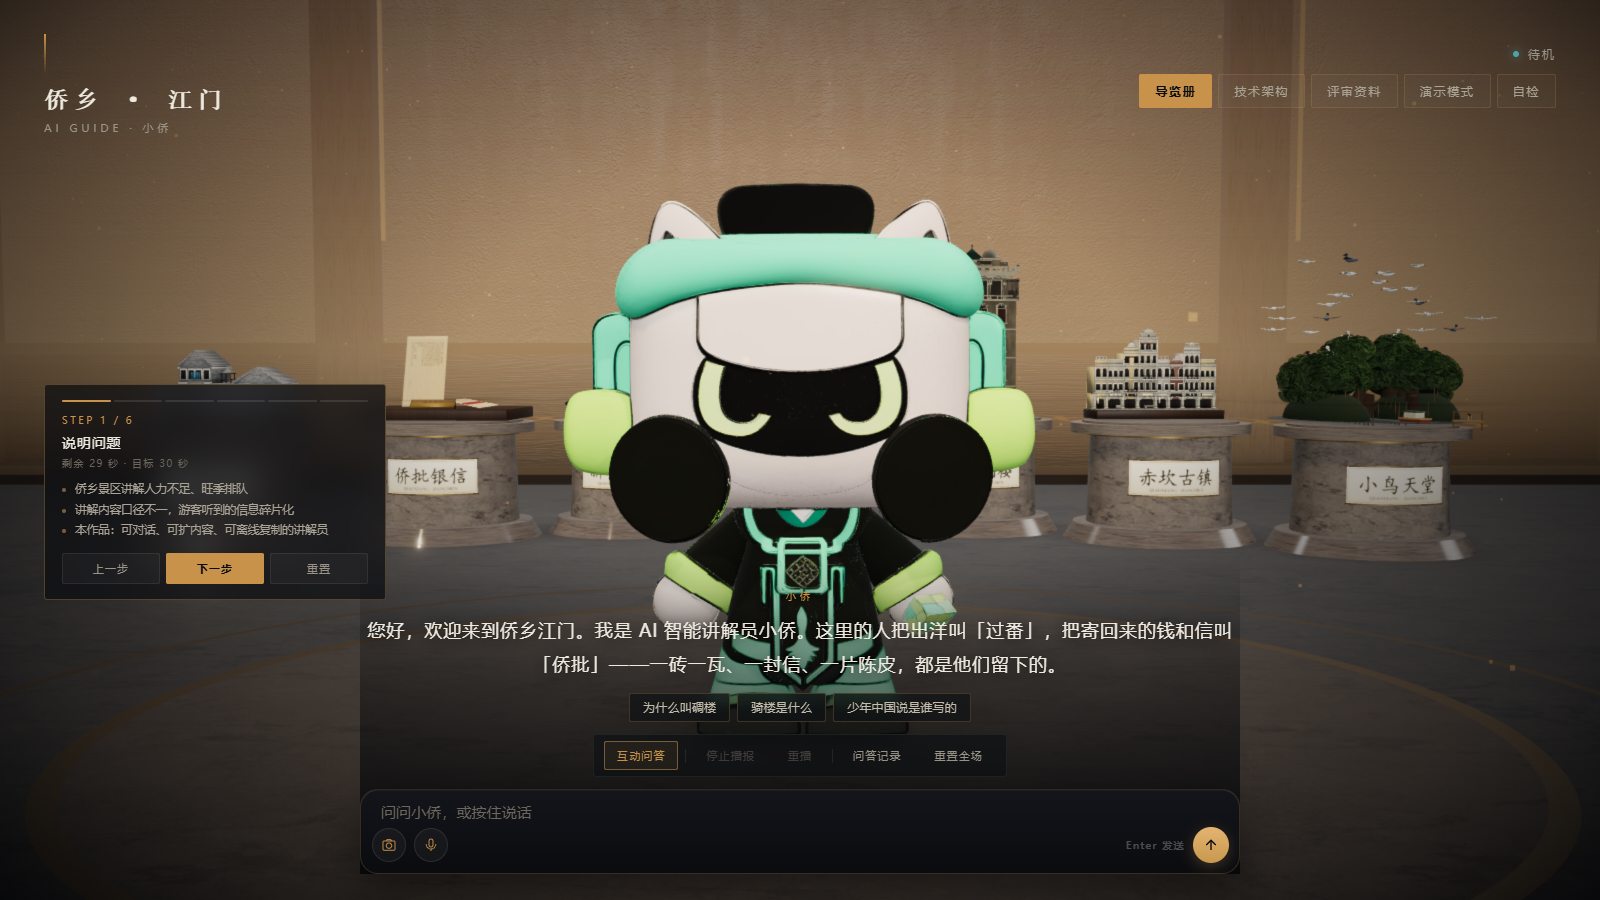 侨乡 · 江门
AI GUIDE · 小侨
待机
导览册
技术架构
评审资料
演示模式
自检
STEP 1 / 6
说明问题
剩余 29 秒 · 目标 30 秒
侨乡景区讲解人力不足、旺季排队
讲解内容口径不一，游客听到的信息碎片化
本作品：可对话、可扩内容、可离线复制的讲解员
上一步
下一步
重置
侨批银信
赤坎古镇
小鸟天堂
小侨
您好，欢迎来到侨乡江门。我是 AI 智能讲解员小侨。这里的人把出洋叫「过番」，把寄回来的钱和信叫
「侨批」——一砖一瓦、一封信、一片陈皮，都是他们留下的。
为什么叫碉楼
骑楼是什么
少年中国说是谁写的
互动问答
停止播报
重播
问答记录
重置全场
问问小侨，或按住说话
Enter 发送